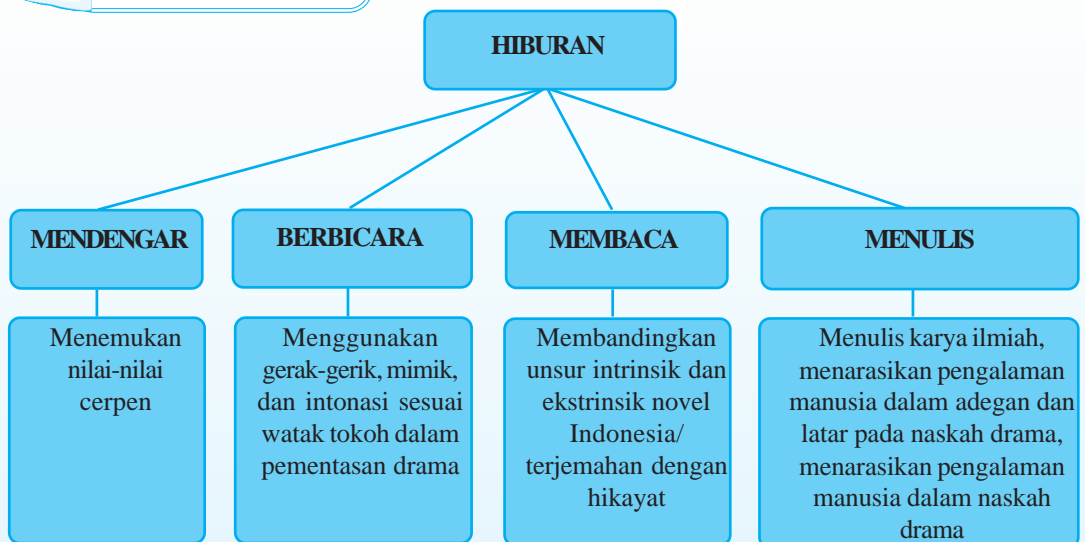 HIBURAN
MENDENGAR
BERBICARA
MEMBACA
MENULIS
Menemukan
nilai-nilai
cerpen
Menggunakan
gerak-gerik, mimik,
dan intonasi sesuai
watak tokoh dalam
pementasan drama
Membandingkan
unsur intrinsik dan
ekstrinsik novel
Indonesia/
terjemahan dengan
hikayat
Menulis karya ilmiah,
menarasikan pengalaman
manusia dalam adegan dan
latar pada naskah drama,
menarasikan pengalaman
manusia dalam naskah
drama